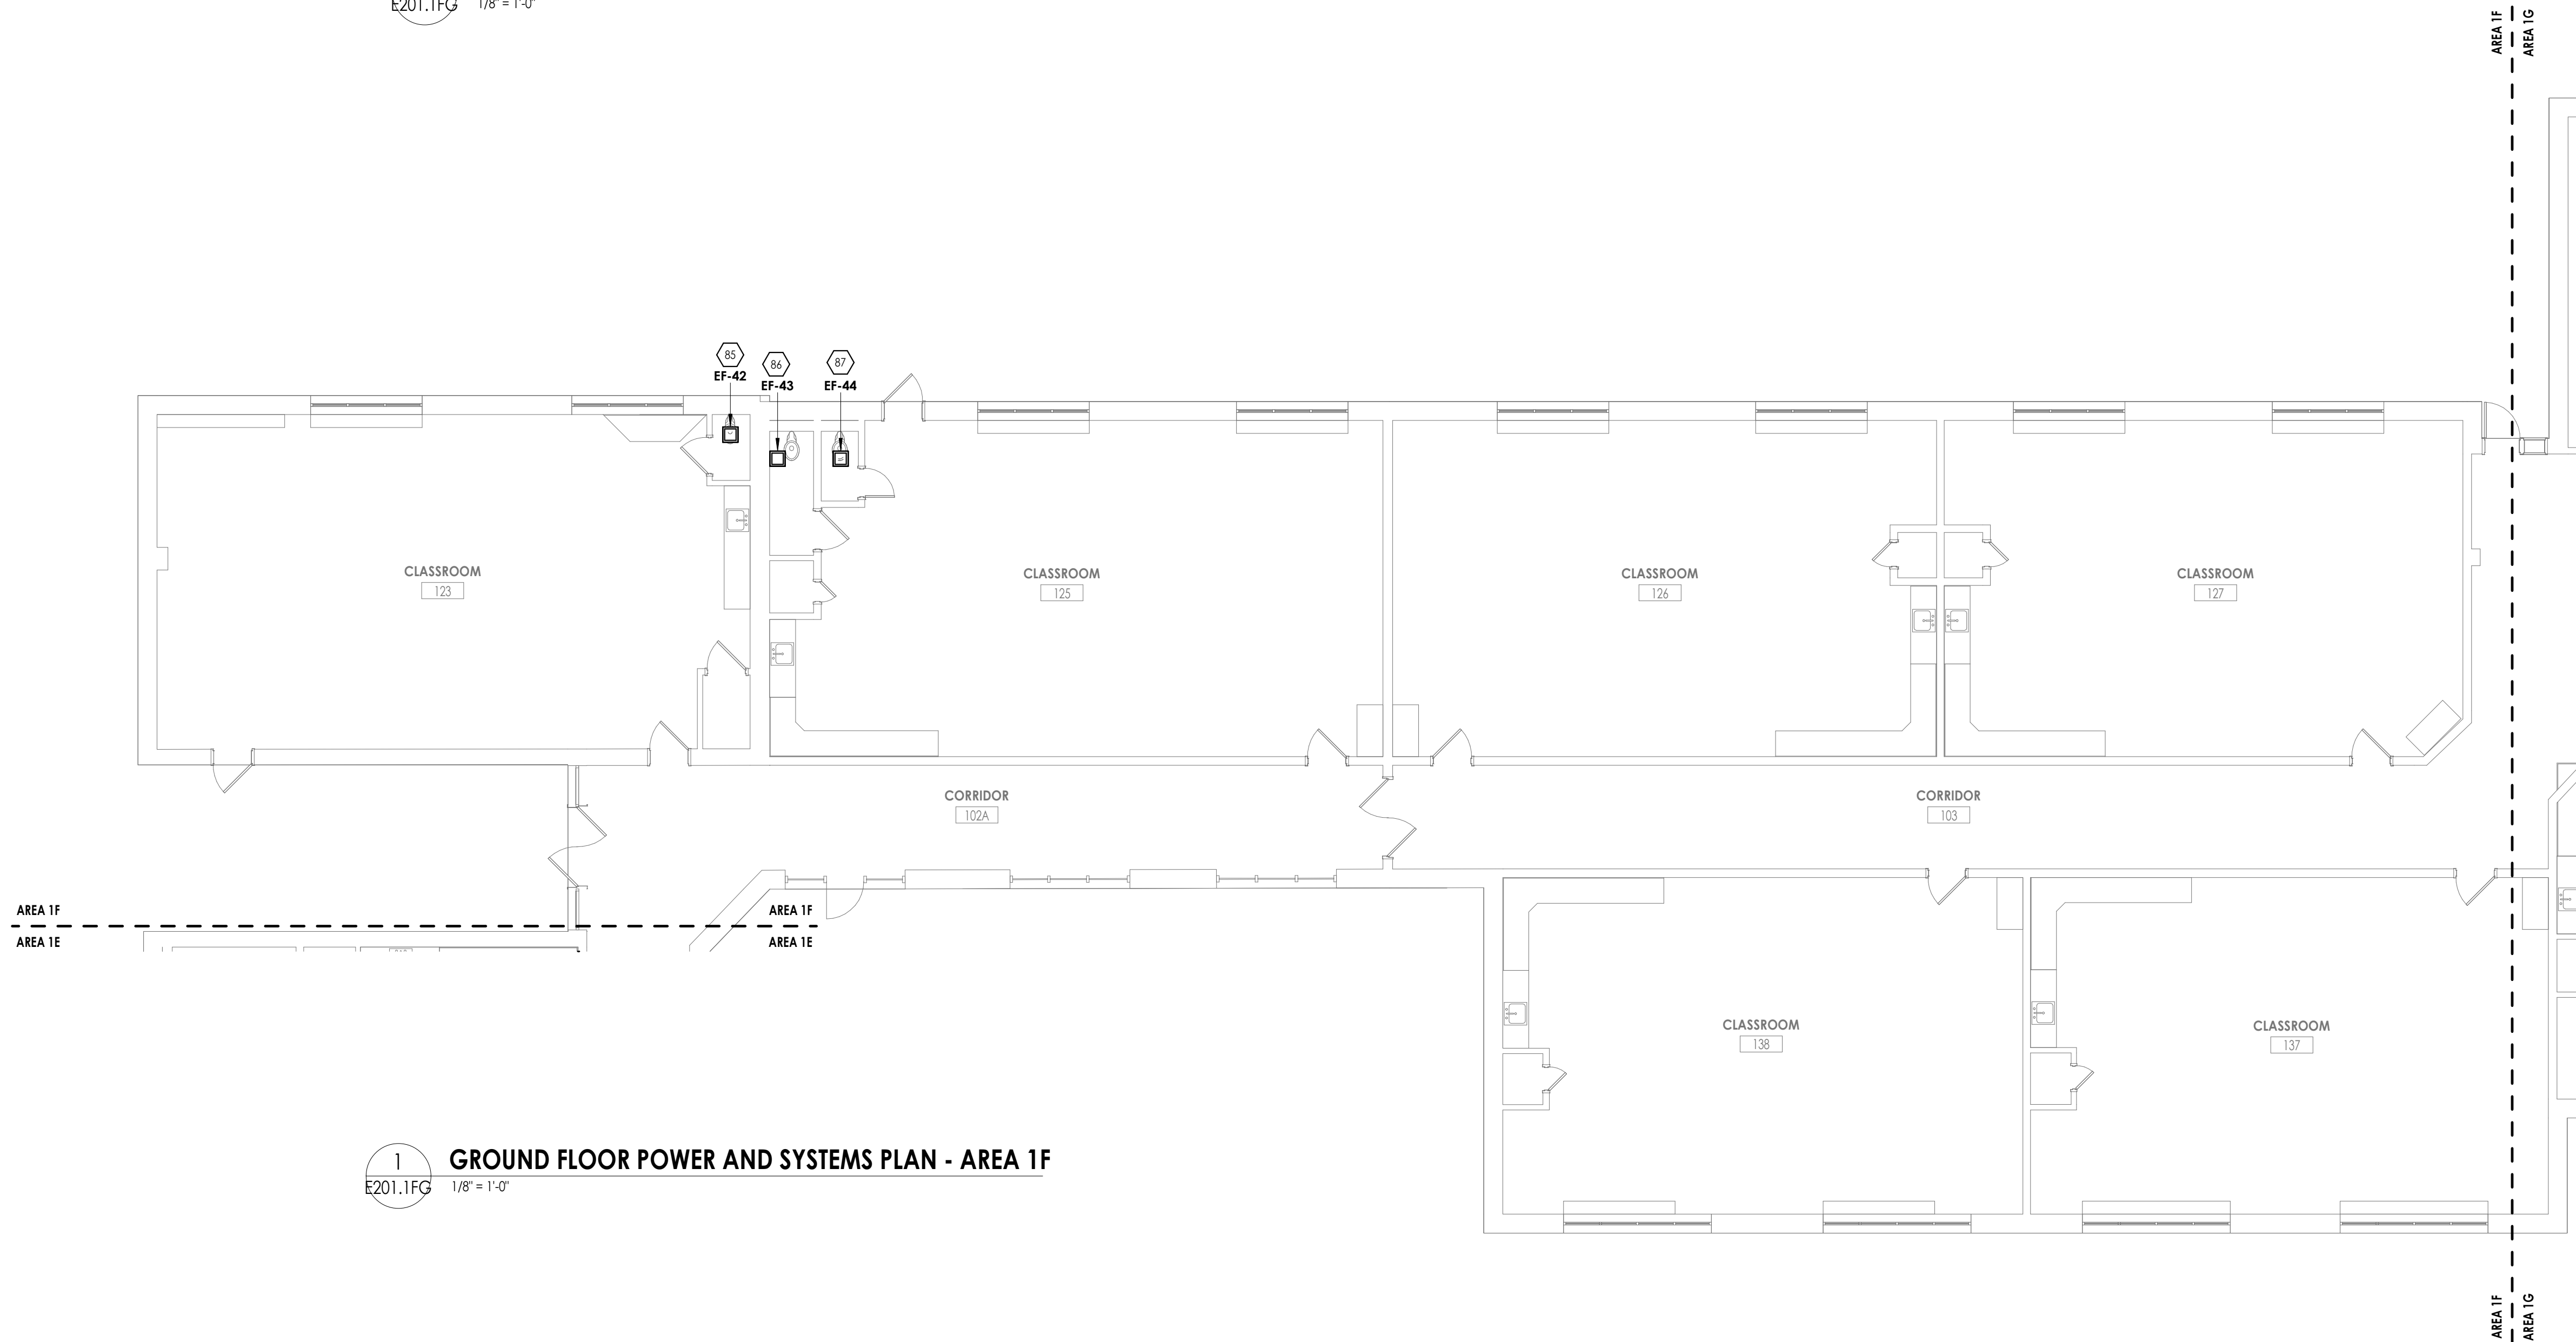 E201.1FG 1/8" = 1'-0"
AREA 1F
AREA 1G
85
EF-42
86
EF-43
87
EF-44
CLASSROOM
123
CLASSROOM
125
CLASSROOM
126
CLASSROOM
127
CORRIDOR
102A
CORRIDOR
103
AREA 1F
AREA 1E
AREA 1F
AREA 1E
CLASSROOM
138
CLASSROOM
137
1 GROUND FLOOR POWER AND SYSTEMS PLAN - AREA 1F
E201.1FG 1/8" = 1'-0"
AREA 1F
AREA 1G